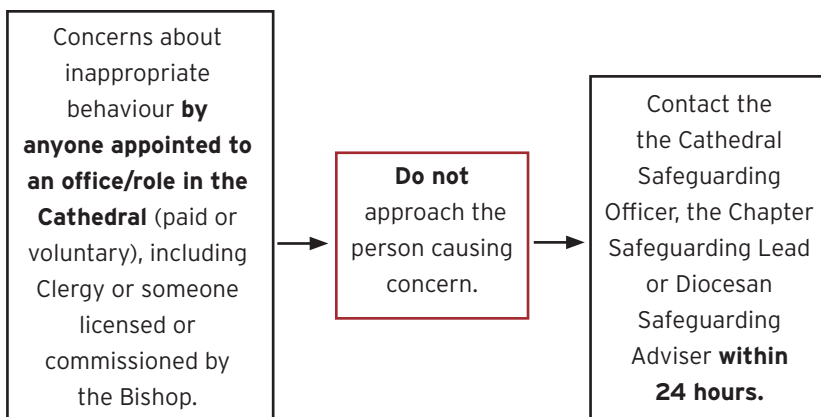 Concerns about
inappropriate
behaviour by
anyone appointed to
an office/role in the
Cathedral (paid or
voluntary), including
Clergy or someone
licensed or
commissioned by
the Bishop.
Do not
approach the
person causing
concern.
Contact the
the Cathedral
Safeguarding
Officer, the Chapter
Safeguarding Lead
or Diocesan
Safeguarding
Adviser within
24 hours.